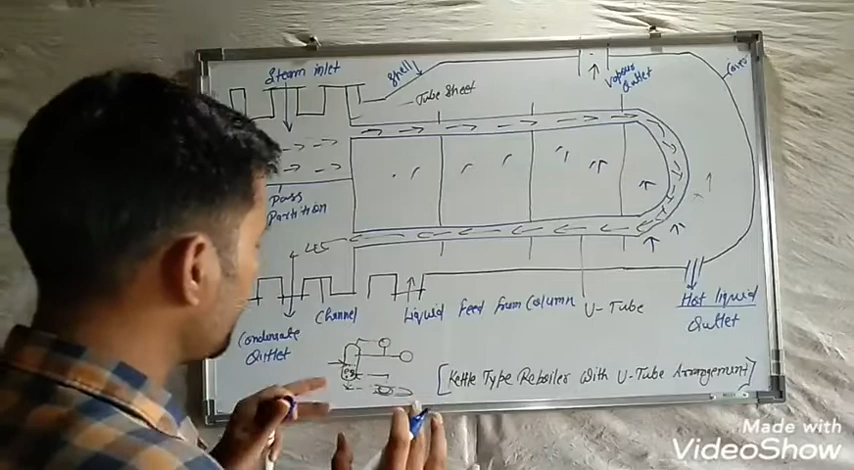 Steam inlet
Shell
Tube Sheet
Vapour
Outlet
Cover
Pass
Partition
Condensate
Outlet
Channel
Liquid Feed from Column
U-Tube
Hot liquid
Outlet
[Kettle Type Reboiler With U-Tube Arrangement]
Made with
VideoShow